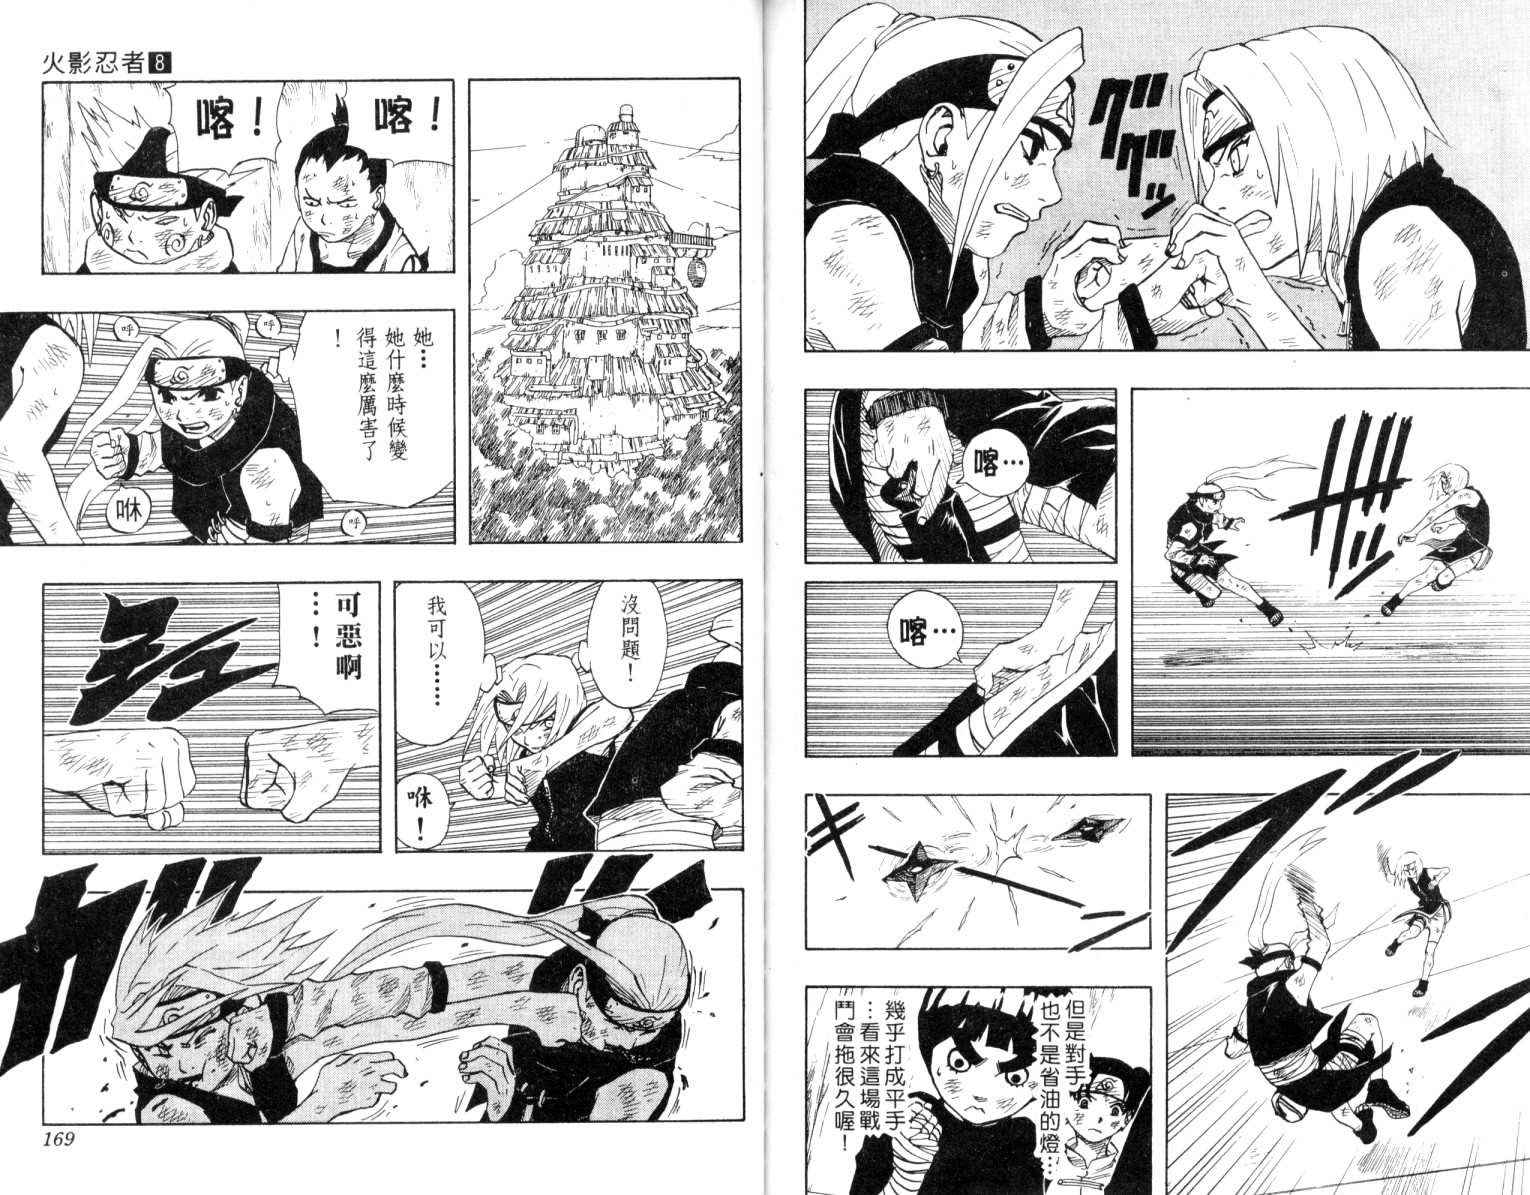 グググッ
喀…
喀…
但是對手
也不是省油的燈…
幾乎打成平手
…看來這場戰
鬥會拖很久喔！
火影忍者8
喀！
喀！
她…
她什麼時候變
得這麼厲害了
！
呼
呼
呼
咻
沒問題！
我可以……
咻！
可惡啊
…！
169